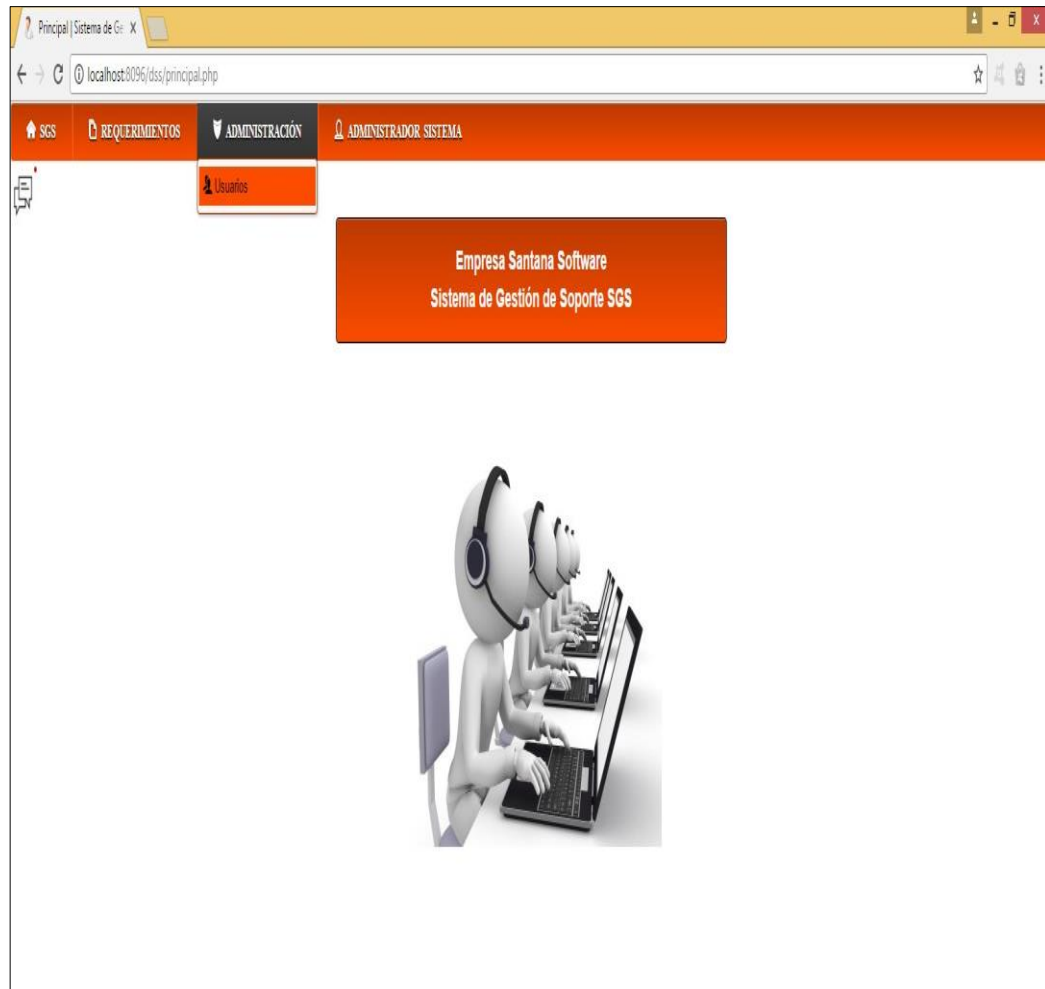 Principal | Sistema de Ge
localhost:8096/dss/principal.php
SGS
REQUERIMIENTOS
ADMINISTRACIÓN
ADMINISTRADOR SISTEMA
Usuarios
Empresa Santana Software
Sistema de Gestión de Soporte SGS